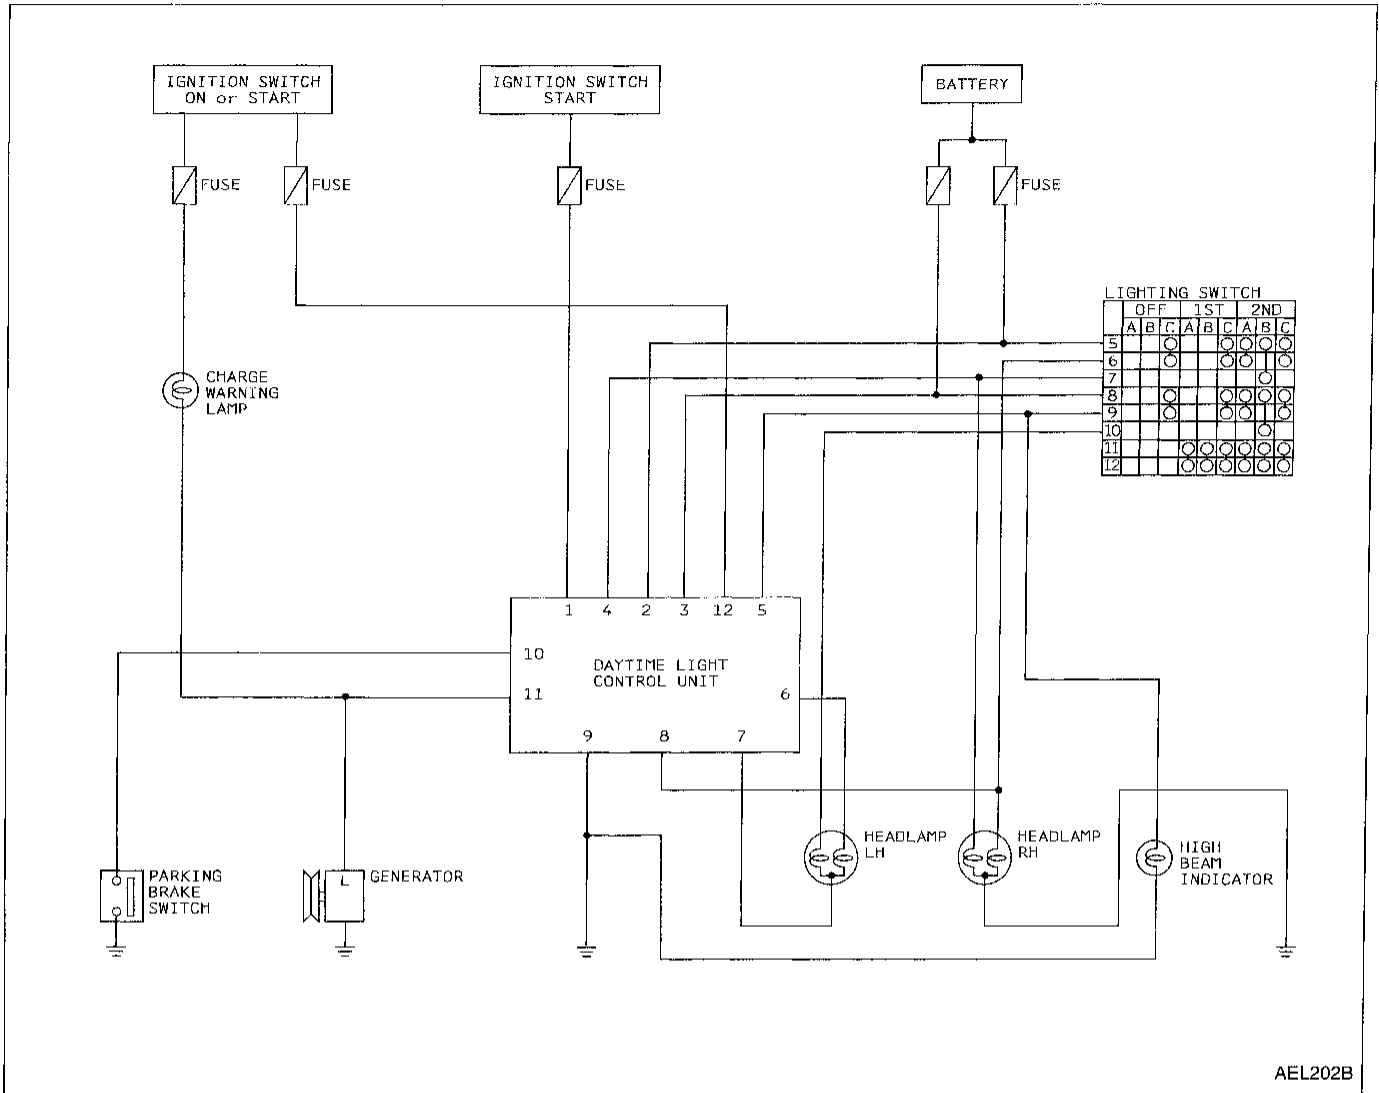 IGNITION SWITCH
ON or START
IGNITION SWITCH
START
BATTERY
FUSE
FUSE
FUSE
FUSE
LIGHTING SWITCH
OFF 1ST 2ND
A B C A B C A B C
5
6
7
8
9
10
11
12
CHARGE
WARNING
LAMP
1 4 2 3 12 5
10
11
DAYTIME LIGHT
CONTROL UNIT
6
9 8 7
HEADLAMP
LH
HEADLAMP
RH
HIGH
BEAM
INDICATOR
PARKING
BRAKE
SWITCH
L
GENERATOR
AEL202B